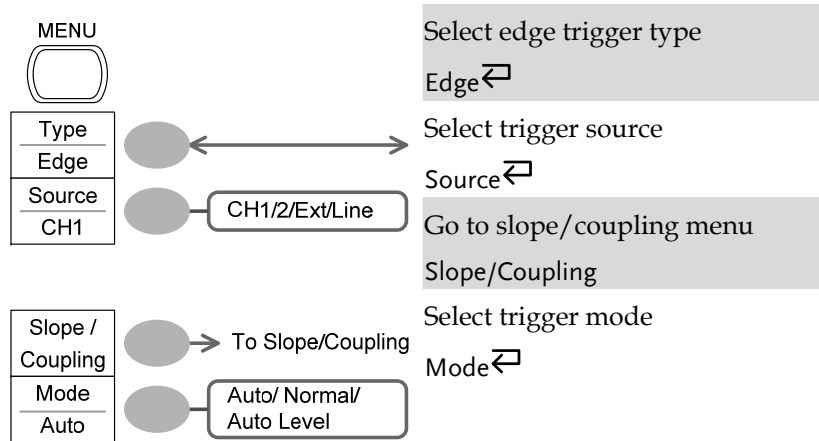 MENU
Type
Edge
Source
CH1
CH1/2/Ext/Line
Slope /
Coupling
To Slope/Coupling
Mode
Auto
Auto/ Normal/
Auto Level
Select edge trigger type
Edge
Select trigger source
Source
Go to slope/coupling menu
Slope/Coupling
Select trigger mode
Mode